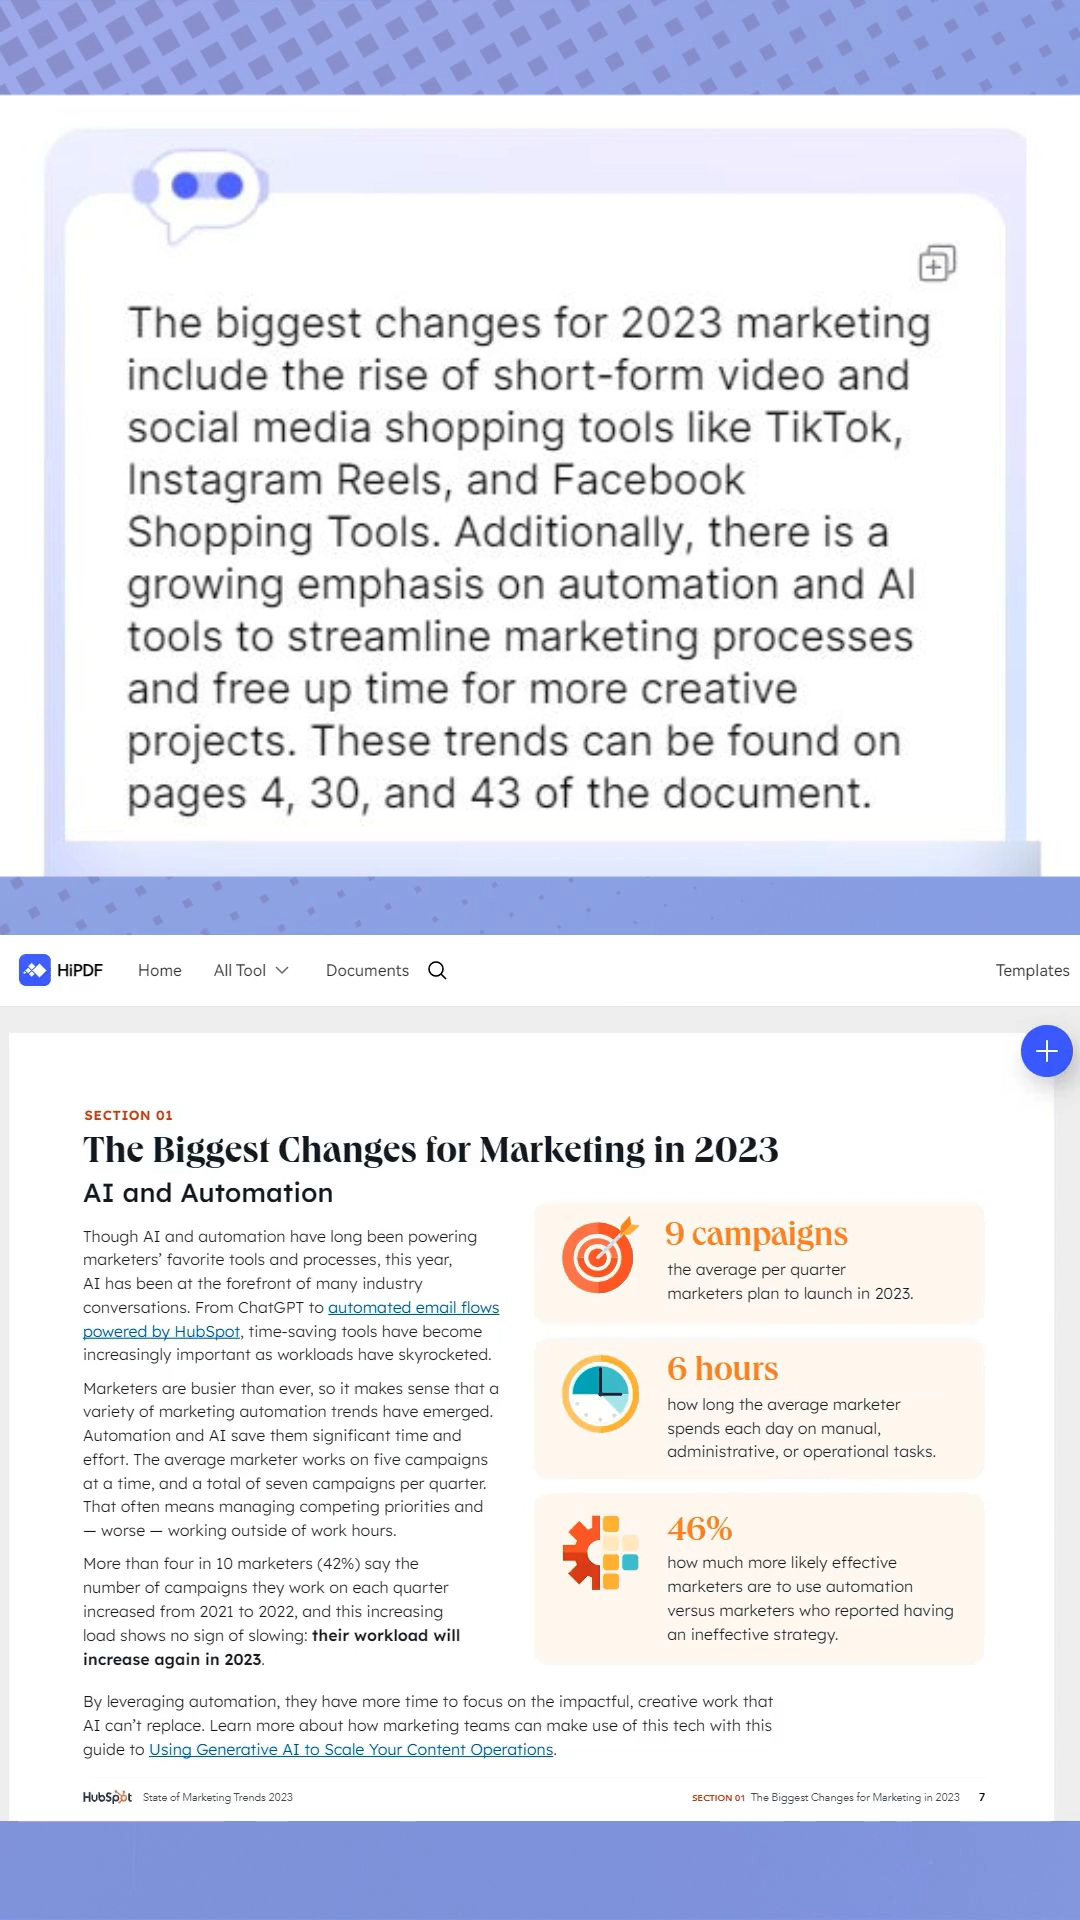 The biggest changes for 2023 marketing
include the rise of short-form video and
social media shopping tools like TikTok,
Instagram Reels, and Facebook
Shopping Tools. Additionally, there is a
growing emphasis on automation and AI
tools to streamline marketing processes
and free up time for more creative
projects. These trends can be found on
pages 4, 30, and 43 of the document.
HiPDF Home All Tool Documents Templates
SECTION 01
The Biggest Changes for Marketing in 2023
AI and Automation
Though AI and automation have long been powering
marketers’ favorite tools and processes, this year,
AI has been at the forefront of many industry
conversations. From ChatGPT to automated email flows
powered by HubSpot, time-saving tools have become
increasingly important as workloads have skyrocketed.
Marketers are busier than ever, so it makes sense that a
variety of marketing automation trends have emerged.
Automation and AI save them significant time and
effort. The average marketer works on five campaigns
at a time, and a total of seven campaigns per quarter.
That often means managing competing priorities and
— worse — working outside of work hours.
More than four in 10 marketers (42%) say the
number of campaigns they work on each quarter
increased from 2021 to 2022, and this increasing
load shows no sign of slowing: their workload will
increase again in 2023.
9 campaigns
the average per quarter
marketers plan to launch in 2023.
6 hours
how long the average marketer
spends each day on manual,
administrative, or operational tasks.
46%
how much more likely effective
marketers are to use automation
versus marketers who reported having
an ineffective strategy.
By leveraging automation, they have more time to focus on the impactful, creative work that
AI can’t replace. Learn more about how marketing teams can make use of this tech with this
guide to Using Generative AI to Scale Your Content Operations.
HubSpot State of Marketing Trends 2023 SECTION 01 The Biggest Changes for Marketing in 2023 7